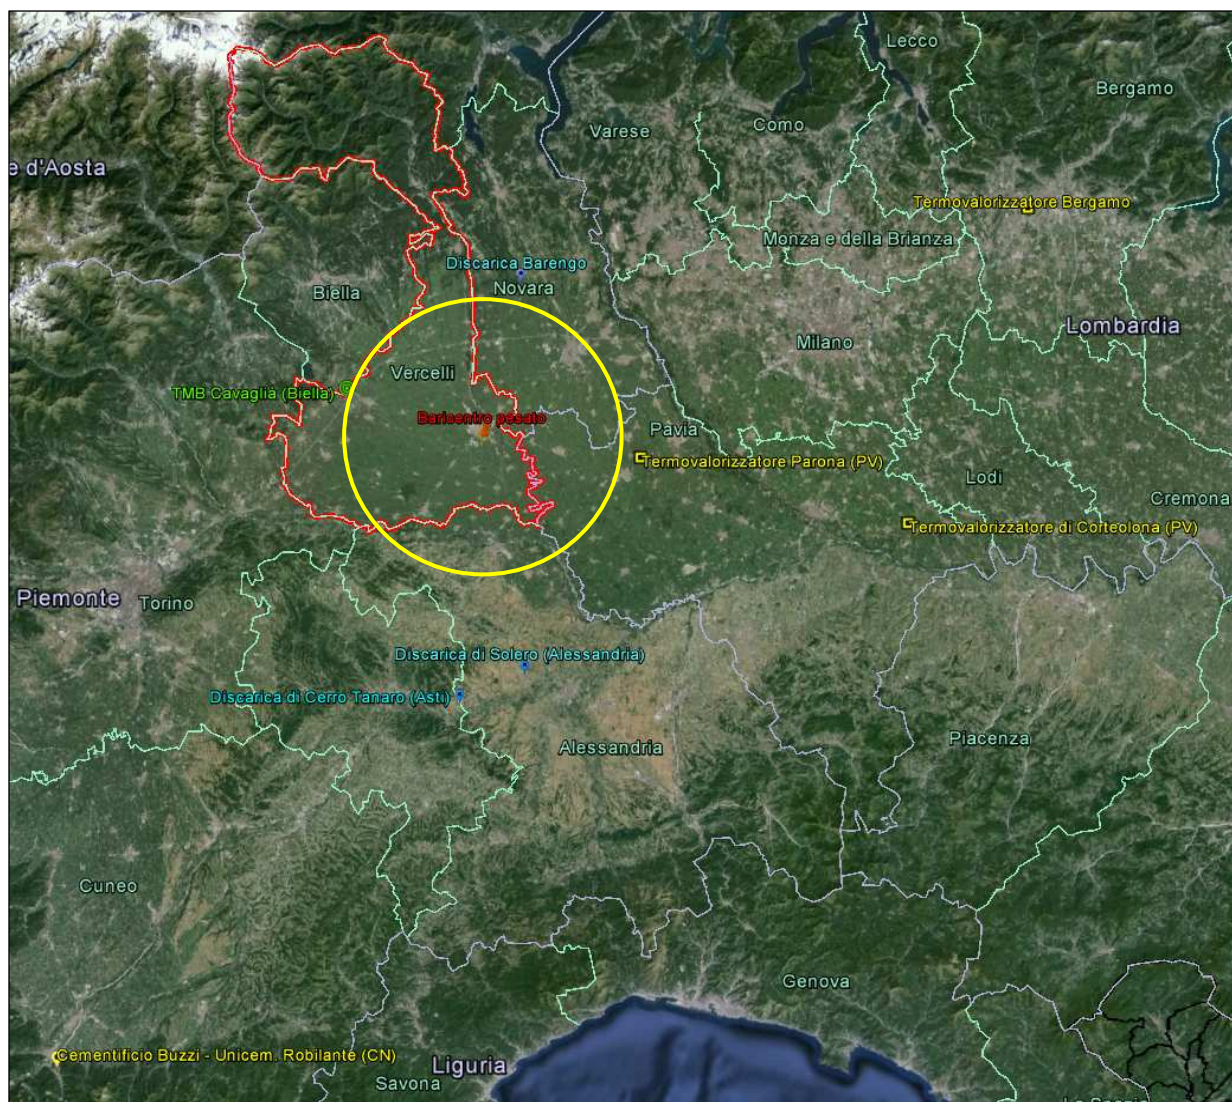 Lecco
Bergamo
Varese
Como
e d'Aosta
Termovalorizzatore Bergamo
Monza e della Brianza
Discarica Barengo
Novara
Biella
Lombardia
Milano
Vercelli
TMB Cavaglià (Biella)
Baricentro pesato
Pavia
Termovalorizzatore Parona (PV)
Lodi
Cremona
Termovalorizzatore di Corteolona (PV)
Piemonte
Torino
Discarica di Solero (Alessandria)
Discarica di Cerro Tanaro (Asti)
Alessandria
Piacenza
Cuneo
Genova
Cementificio Buzzi - Unicem. Robilante (CN)
Liguria
Savona
La Spezia